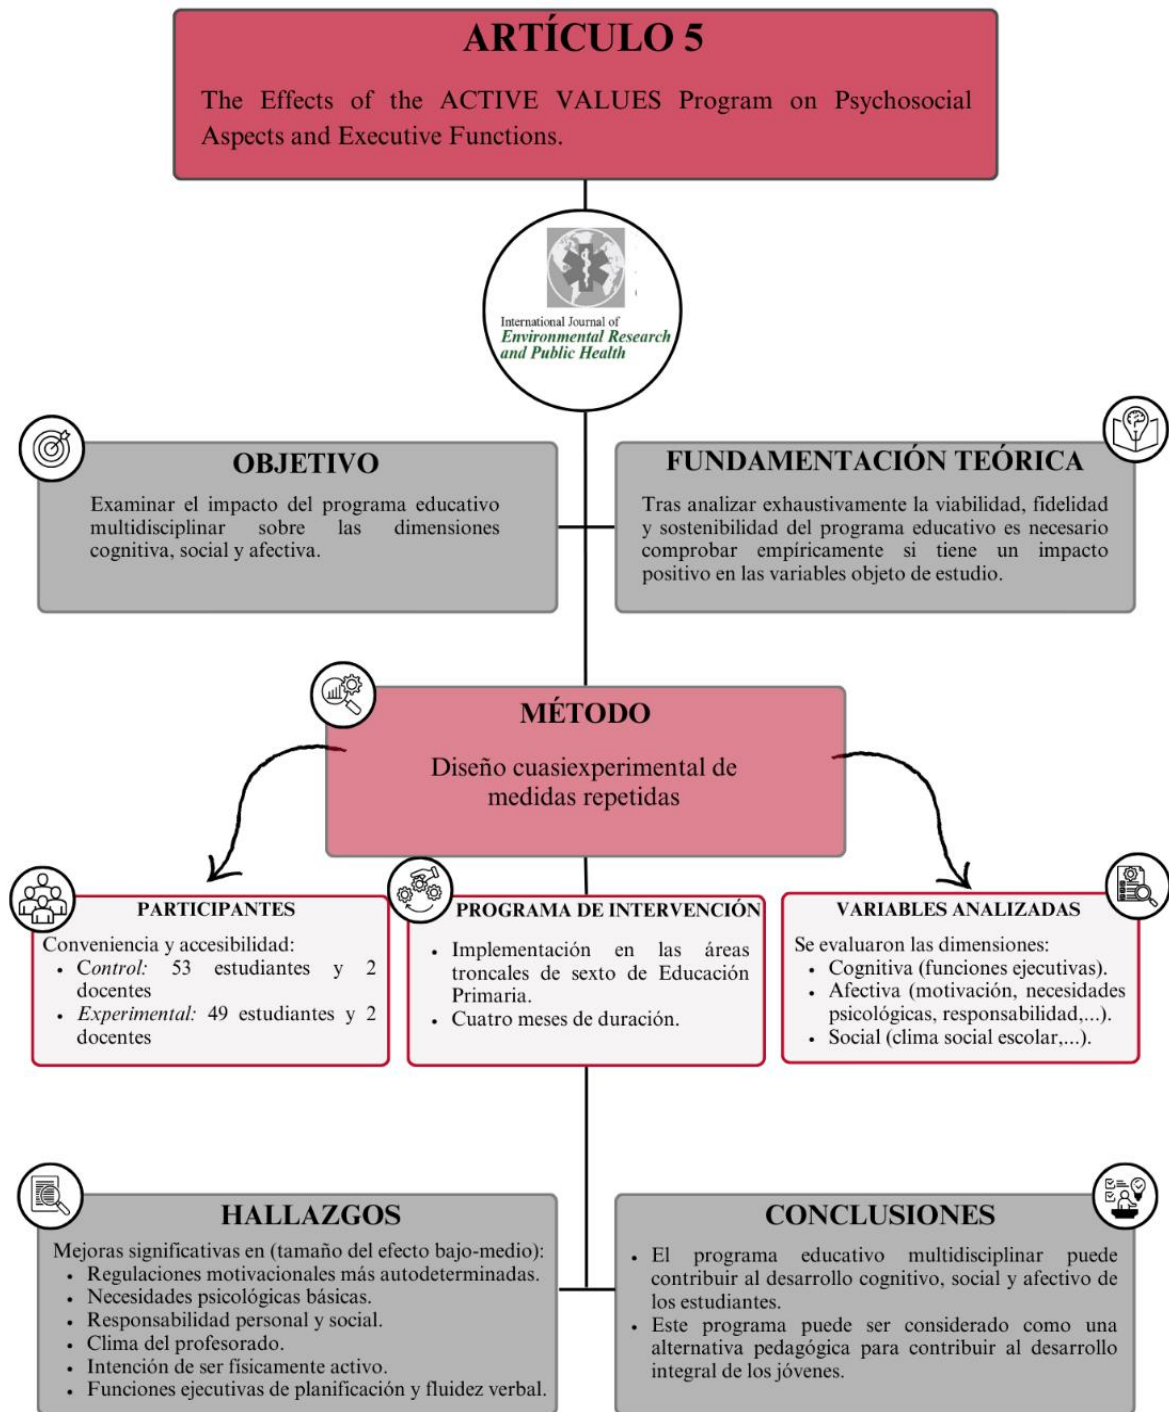 ARTÍCULO 5
The Effects of the ACTIVE VALUES Program on Psychosocial
Aspects and Executive Functions.
International Journal of
Environmental Research
and Public Health
OBJETIVO
Examinar el impacto del programa educativo
multidisciplinar sobre las dimensiones
cognitiva, social y afectiva.
FUNDAMENTACIÓN TEÓRICA
Tras analizar exhaustivamente la viabilidad, fidelidad
y sostenibilidad del programa educativo es necesario
comprobar empíricamente si tiene un impacto
positivo en las variables objeto de estudio.
MÉTODO
Diseño cuasiexperimental de
medidas repetidas
PARTICIPANTES
Conveniencia y accesibilidad:
• Control: 53 estudiantes y 2
docentes
• Experimental: 49 estudiantes y 2
docentes
PROGRAMA DE INTERVENCIÓN
• Implementación en las áreas
troncales de sexto de Educación
Primaria.
• Cuatro meses de duración.
VARIABLES ANALIZADAS
Se evaluaron las dimensiones:
• Cognitiva (funciones ejecutivas).
• Afectiva (motivación, necesidades
psicológicas, responsabilidad,...).
• Social (clima social escolar,...).
HALLAZGOS
Mejoras significativas en (tamaño del efecto bajo-medio):
• Regulaciones motivacionales más autodeterminadas.
• Necesidades psicológicas básicas.
• Responsabilidad personal y social.
• Clima del profesorado.
• Intención de ser físicamente activo.
• Funciones ejecutivas de planificación y fluidez verbal.
CONCLUSIONES
• El programa educativo multidisciplinar puede
contribuir al desarrollo cognitivo, social y afectivo de
los estudiantes.
• Este programa puede ser considerado como una
alternativa pedagógica para contribuir al desarrollo
integral de los jóvenes.